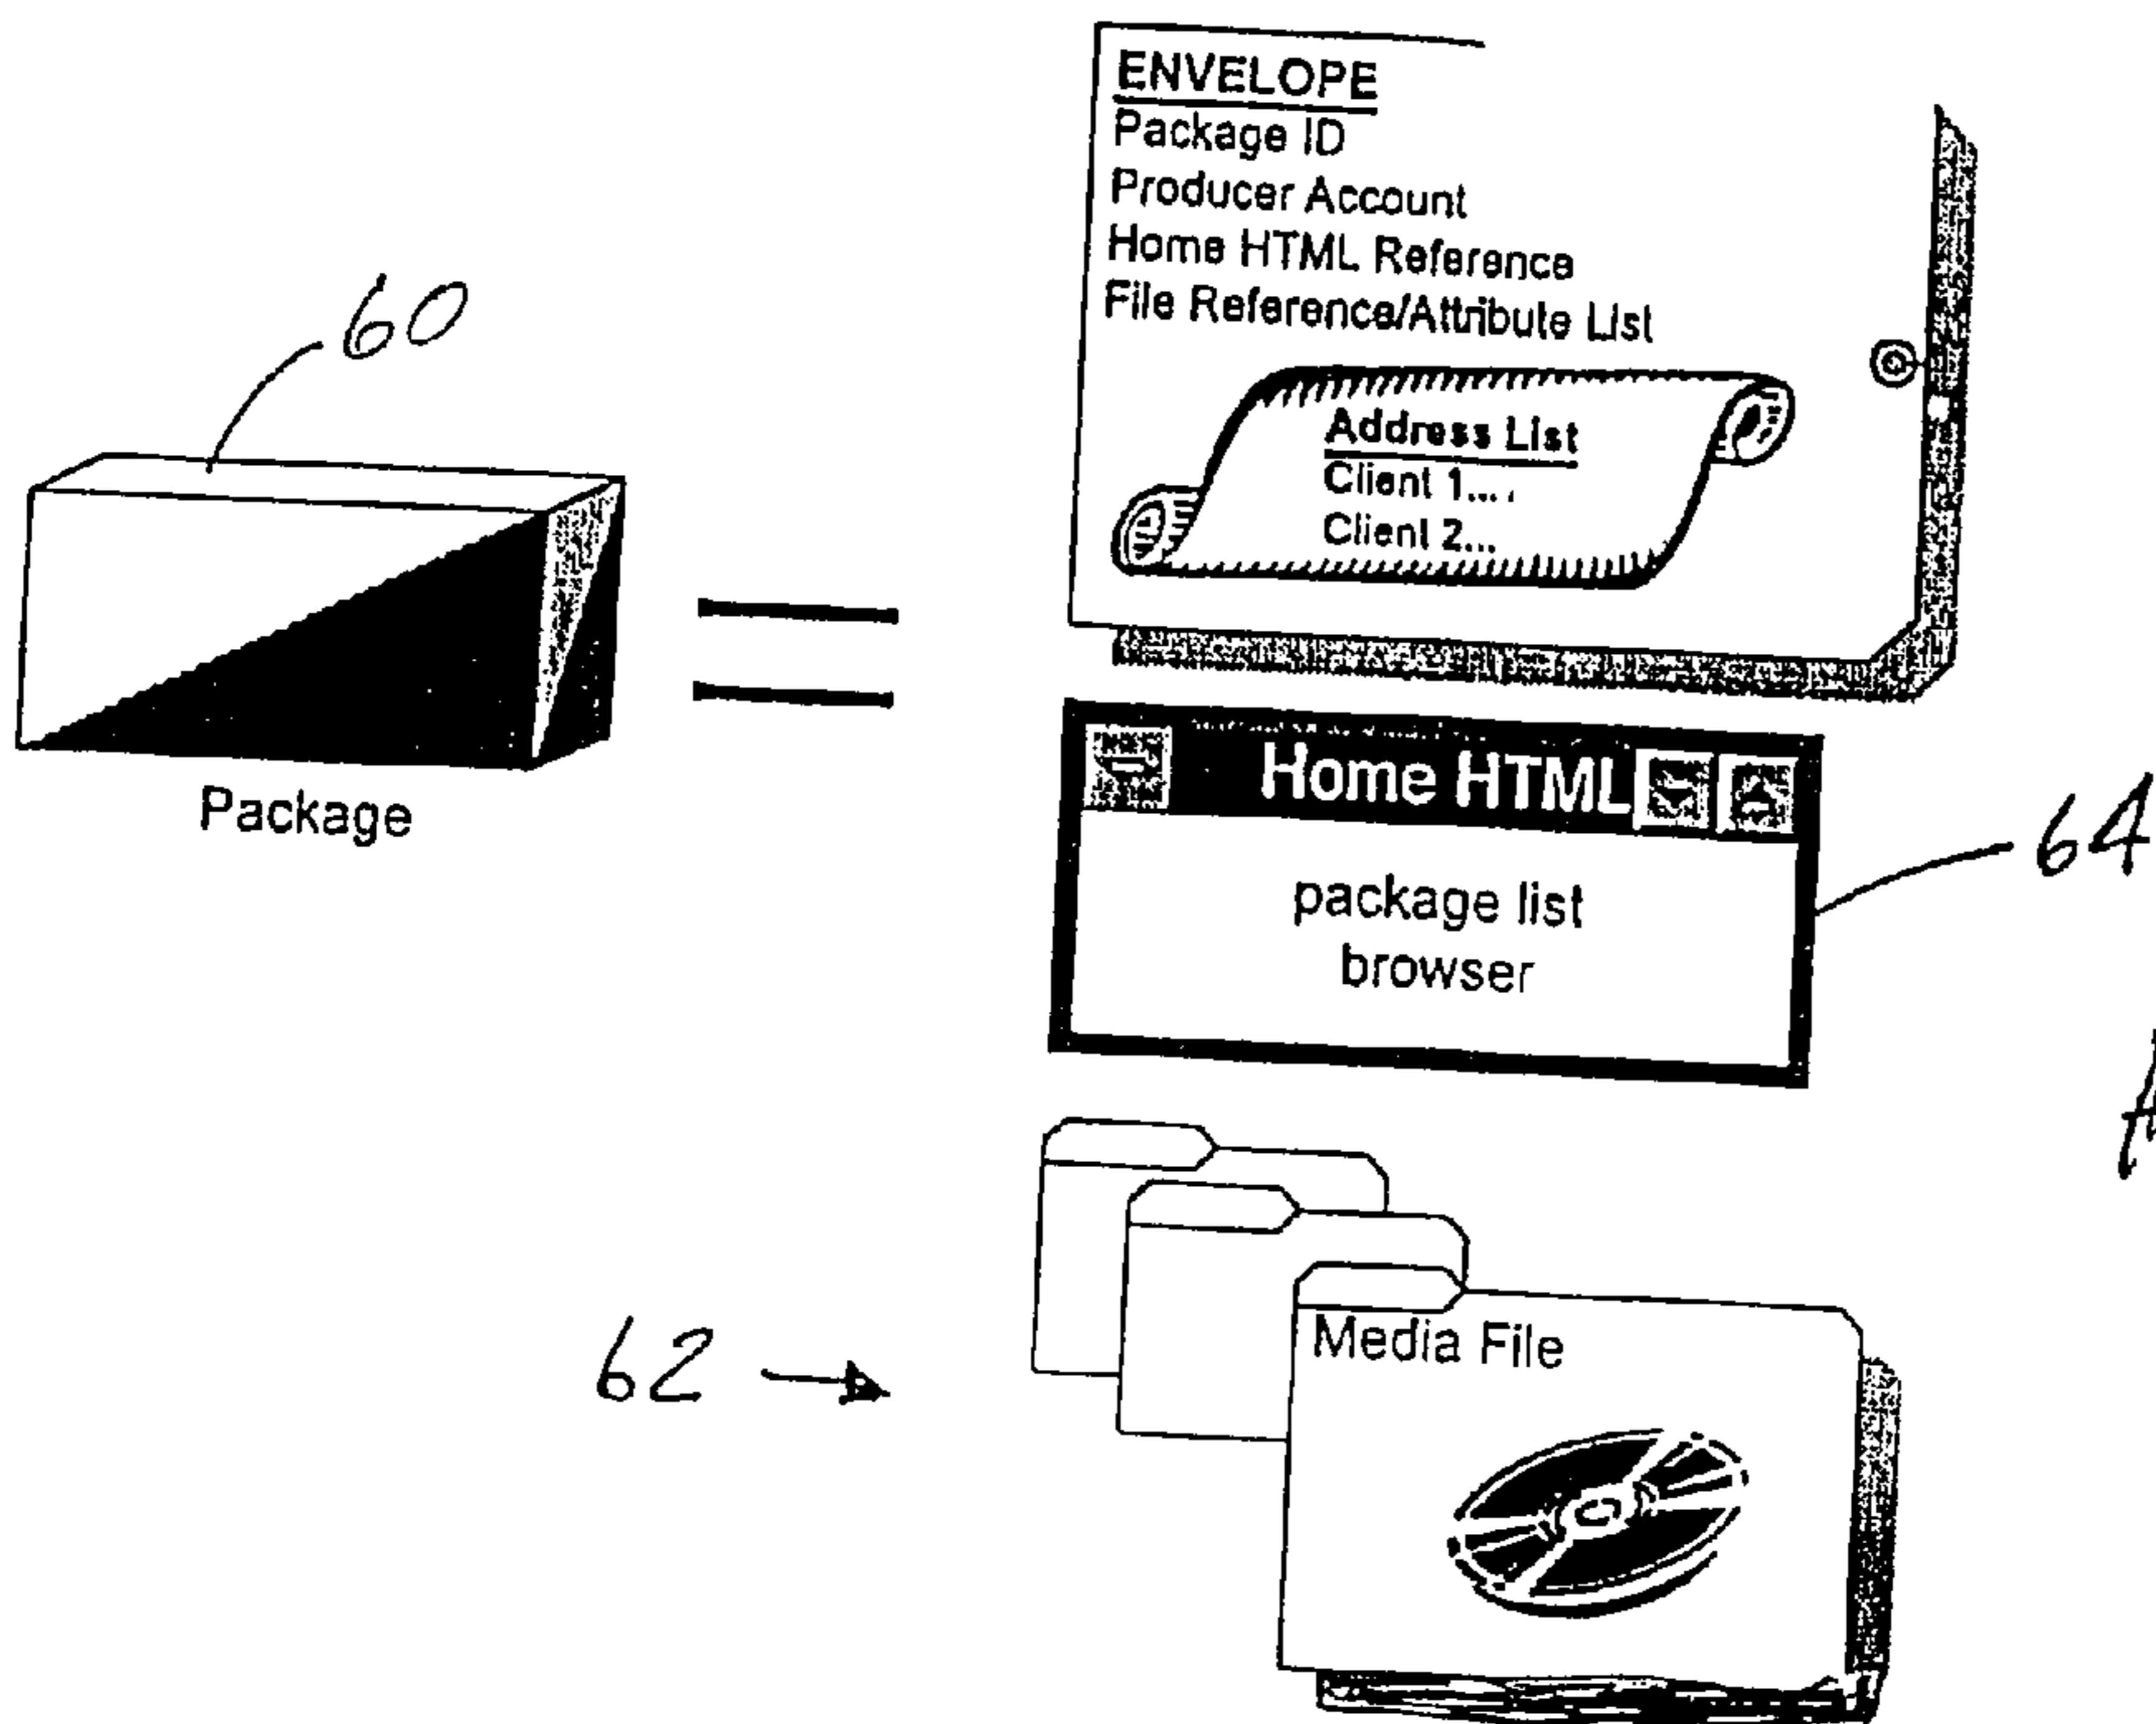 60
Package
ENVELOPE
Package ID
Producer Account
Home HTML Reference
File Reference/Attribute List
Address List
Client 1....
Client 2...
Home HTML
package list
browser
64
62
Media File